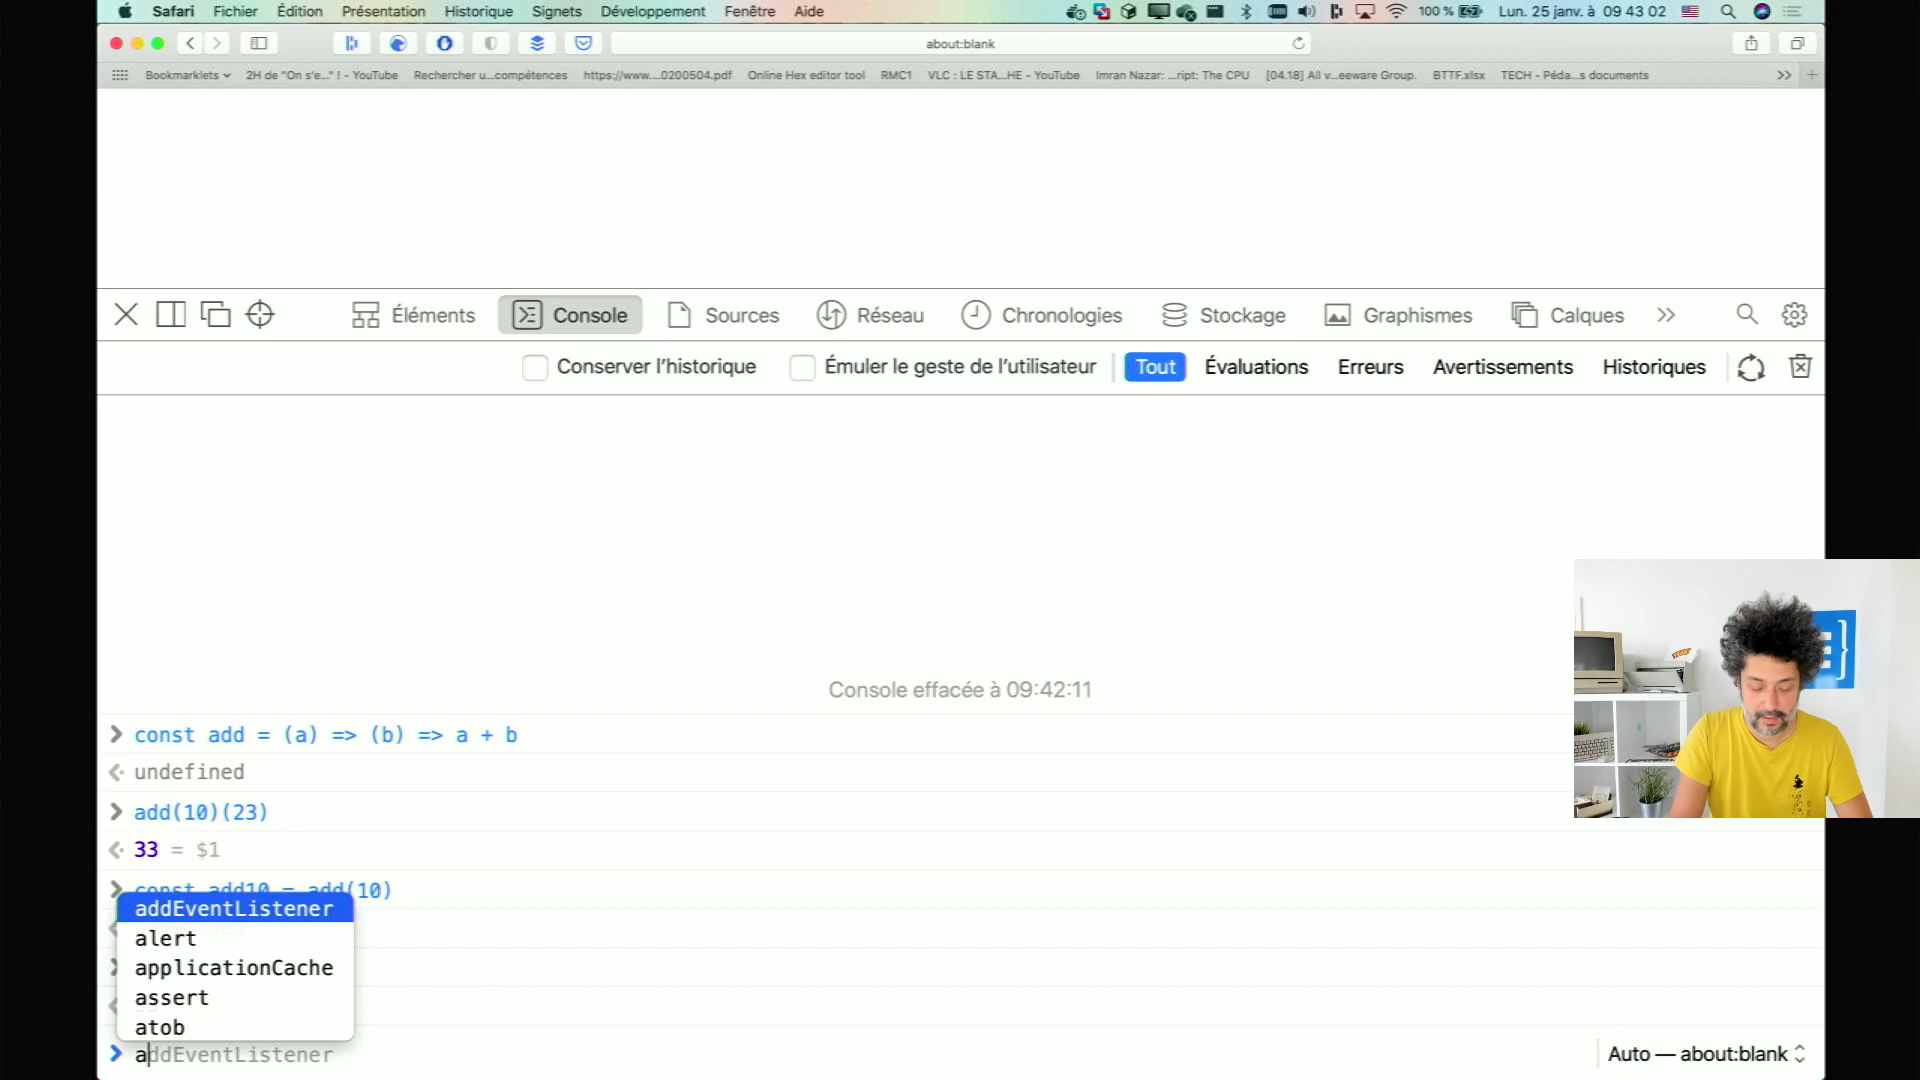 Safari Fichier Édition Présentation Historique Signets Développement Fenêtre Aide 100 % Lun. 25 janv. à 09 43 02
about:blank
Bookmarklets 2H de "On s'e..." ! - YouTube Rechercher u...compétences https://www....0200504.pdf Online Hex editor tool RMC1 VLC : LE STA...HE - YouTube Imran Nazar: ...ript: The CPU [04.18] All v...eeware Group. BTTF.xlsx TECH - Péda...s documents
Éléments Console Sources Réseau Chronologies Stockage Graphismes Calques
Conserver l'historique Émuler le geste de l'utilisateur Tout Évaluations Erreurs Avertissements Historiques
Console effacée à 09:42:11
const add = (a) => (b) => a + b
undefined
add(10)(23)
33 = $1
const add10 = add(10)
addEventListener
alert
applicationCache
assert
atob
addEventListener
Auto — about:blank